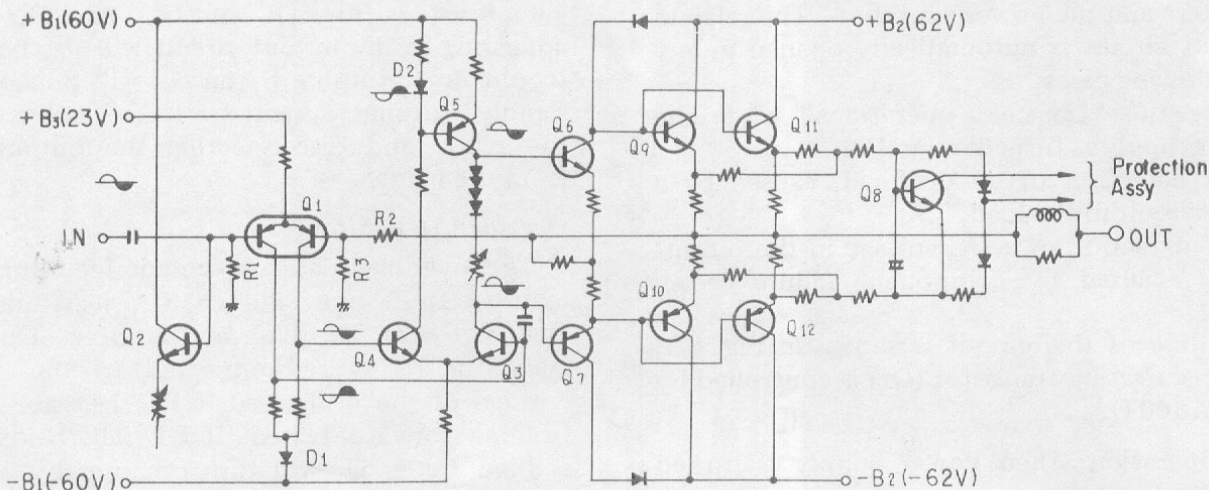 +B1(60V)
+B2(62V)
D2
Q5
Q6
Q9
Q11
+B3(23V)
Q8
Protection
Ass'y
Q1
R2
IN
OUT
R1
R3
Q10
Q12
Q2
Q4
Q3
Q7
D1
-B1(-60V)
-B2(-62V)